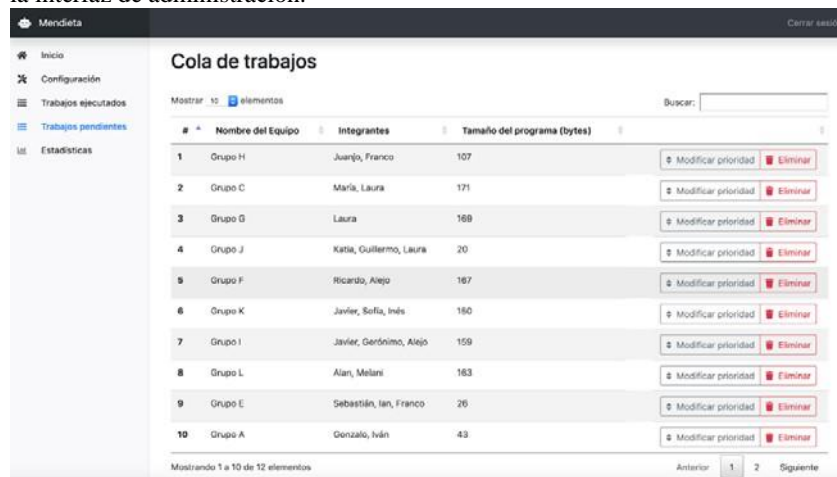 la interfaz de administración.
Mendieta Cerrar sesió
Inicio
Configuración
Trabajos ejecutados
Trabajos pendientes
Estadísticas
Cola de trabajos
Mostrar 10 elementos Buscar:
# Nombre del Equipo Integrantes Tamaño del programa (bytes)
1 Grupo H Juanjo, Franco 107 Modificar prioridad Eliminar
2 Grupo C María, Laura 171 Modificar prioridad Eliminar
3 Grupo G Laura 169 Modificar prioridad Eliminar
4 Grupo J Katia, Guillermo, Laura 20 Modificar prioridad Eliminar
5 Grupo F Ricardo, Alejo 167 Modificar prioridad Eliminar
6 Grupo K Javier, Sofía, Inés 150 Modificar prioridad Eliminar
7 Grupo I Javier, Gerónimo, Alejo 159 Modificar prioridad Eliminar
8 Grupo L Alan, Melani 163 Modificar prioridad Eliminar
9 Grupo E Sebastián, Ian, Franco 26 Modificar prioridad Eliminar
10 Grupo A Gonzalo, Iván 43 Modificar prioridad Eliminar
Mostrando 1 a 10 de 12 elementos Anterior 1 2 Siguiente